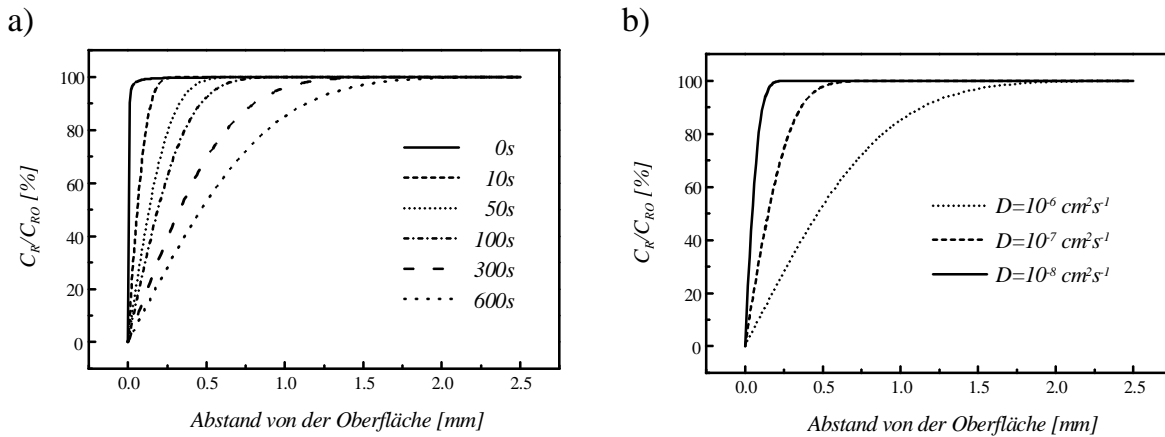 a)
C_R/C_RO [%]
100
80
60
40
20
0
0s
10s
50s
100s
300s
600s
0.0 0.5 1.0 1.5 2.0 2.5
Abstand von der Oberfläche [mm]
b)
C_R/C_RO [%]
100
80
60
40
20
0
D=10⁻⁶ cm²s⁻¹
D=10⁻⁷ cm²s⁻¹
D=10⁻⁸ cm²s⁻¹
0.0 0.5 1.0 1.5 2.0 2.5
Abstand von der Oberfläche [mm]